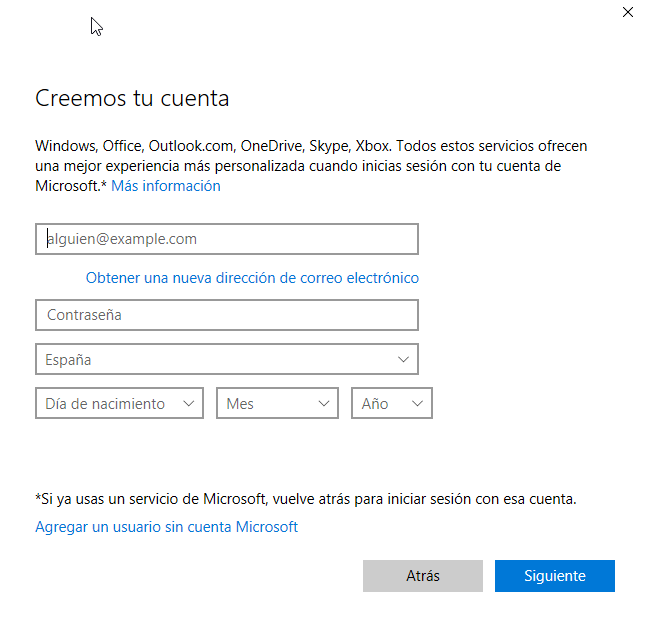 Creemos tu cuenta
Windows, Office, Outlook.com, OneDrive, Skype, Xbox. Todos estos servicios ofrecen
una mejor experiencia más personalizada cuando inicias sesión con tu cuenta de
Microsoft.* Más información
alguien@example.com
Obtener una nueva dirección de correo electrónico
Contraseña
España
Día de nacimiento Mes Año
*Si ya usas un servicio de Microsoft, vuelve atrás para iniciar sesión con esa cuenta.
Agregar un usuario sin cuenta Microsoft
Atrás Siguiente